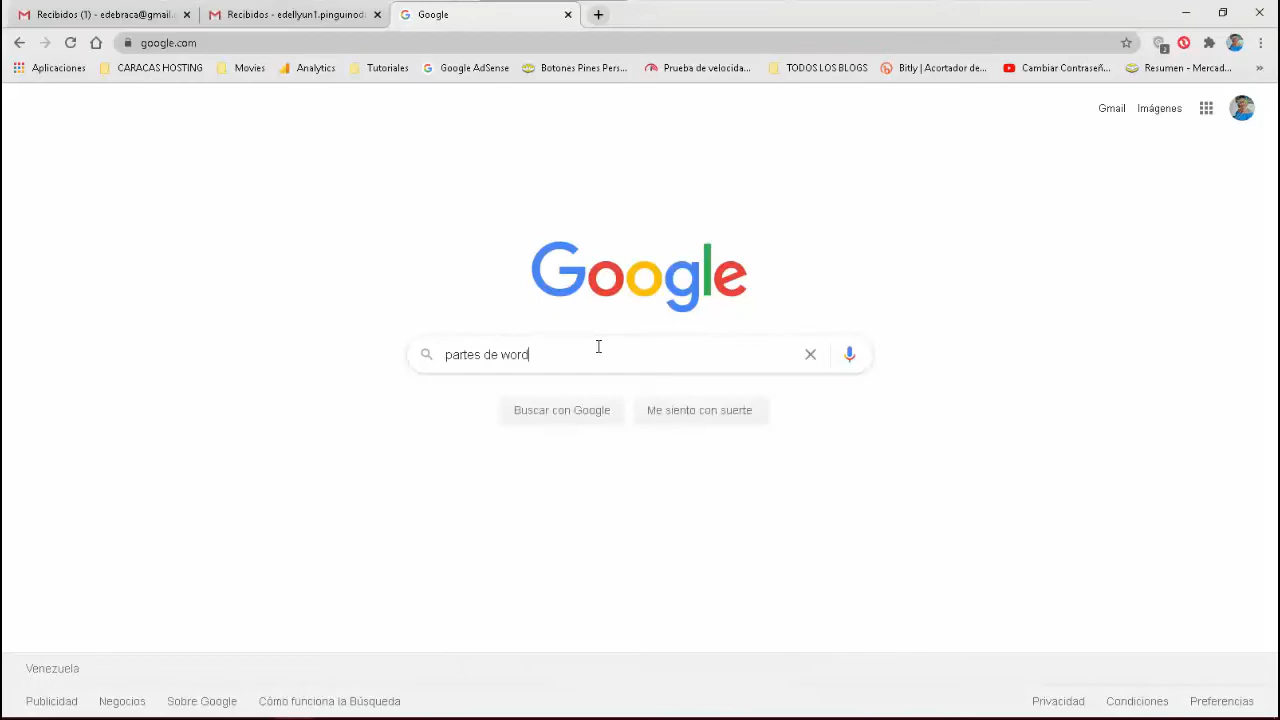 Recibidos (1) - edebraca@gmail.c
Recibidos - edellyun1.pinguinodi
Google
google.com
2
Aplicaciones
CARACAS HOSTING
Movies
Analytics
Tutoriales
Google AdSense
Botones Pines Pers...
Prueba de velocida...
TODOS LOS BLOGS
Bitly | Acortador de...
Cambiar Contraseñ...
Resumen - Mercad...
»
Gmail
Imágenes
Google
partes de word
Buscar con Google
Me siento con suerte
Venezuela
Publicidad
Negocios
Sobre Google
Cómo funciona la Búsqueda
Privacidad
Condiciones
Preferencias